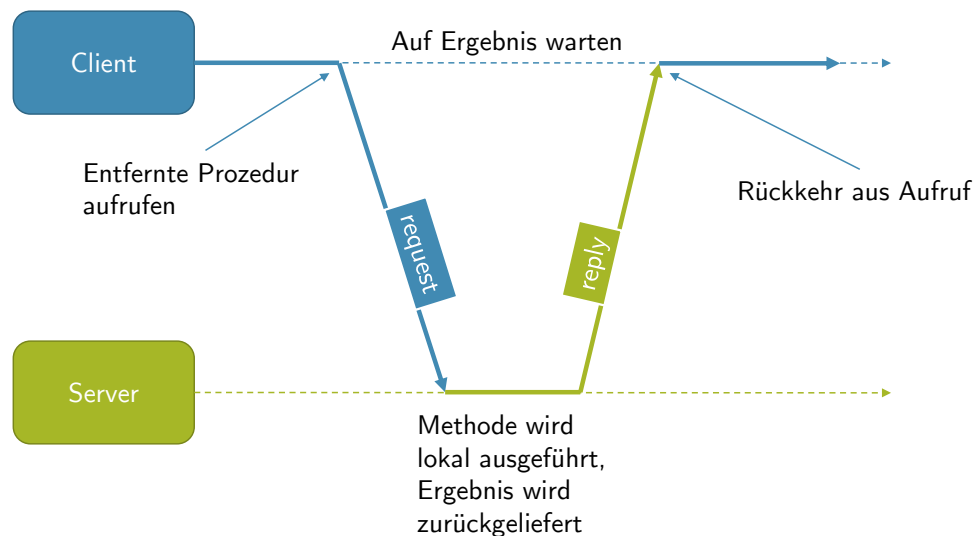 Client
Auf Ergebnis warten
Entfernte Prozedur
aufrufen
Rückkehr aus Aufruf
request
reply
Server
Methode wird
lokal ausgeführt,
Ergebnis wird
zurückgeliefert